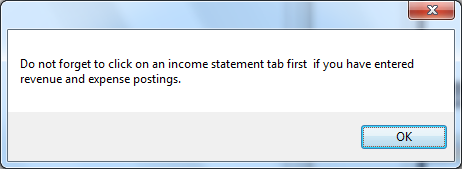 Do not forget to click on an income statement tab first  if you have entered
revenue and expense postings.
OK